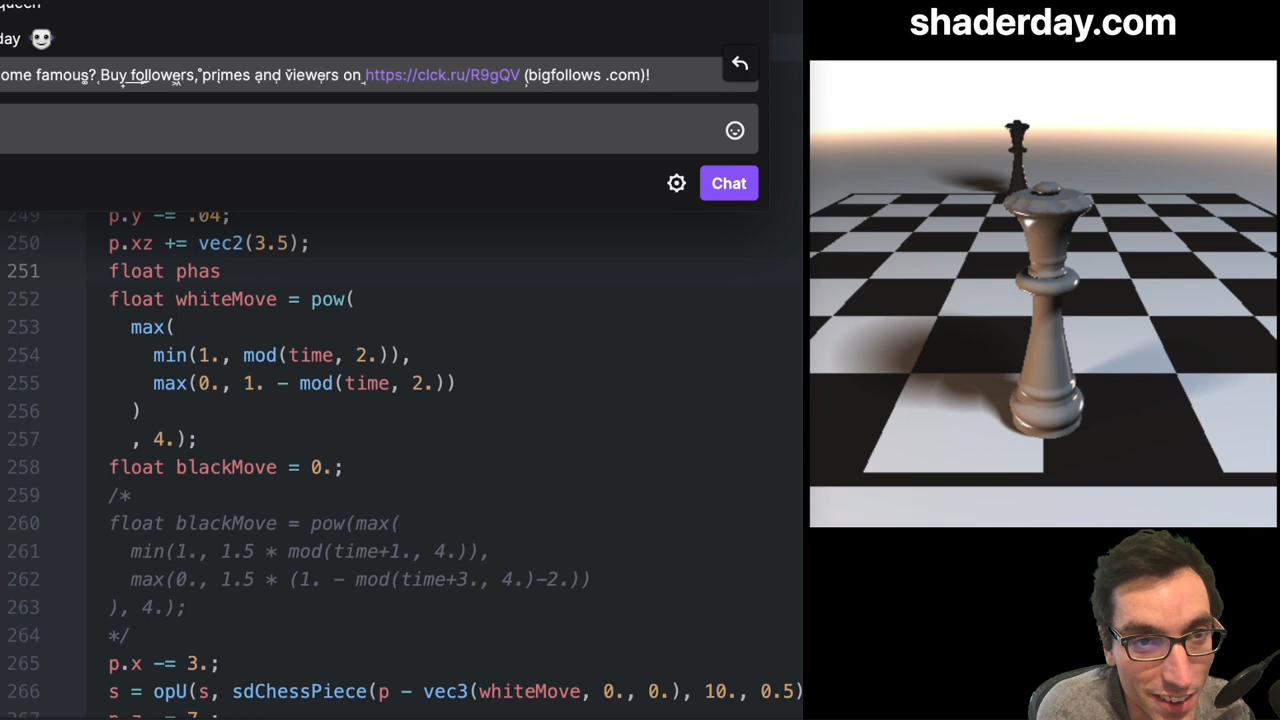 shaderday.com
queen
day
ome famous? Buy followers, primes and viewers on https://clck.ru/R9gQV (bigfollows .com)!
Chat
249 p.y -= .04;
250 p.xz += vec2(3.5);
251 float phas
252 float whiteMove = pow(
253 max(
254 min(1., mod(time, 2.)),
255 max(0., 1. - mod(time, 2.))
256 )
257 , 4.);
258 float blackMove = 0.;
259 /*
260 float blackMove = pow(max(
261 min(1., 1.5 * mod(time+1., 4.)),
262 max(0., 1.5 * (1. - mod(time+3., 4.)-2.))
263 ), 4.);
264 */
265 p.x -= 3.;
266 s = opU(s, sdChessPiece(p - vec3(whiteMove, 0., 0.), 10., 0.5)